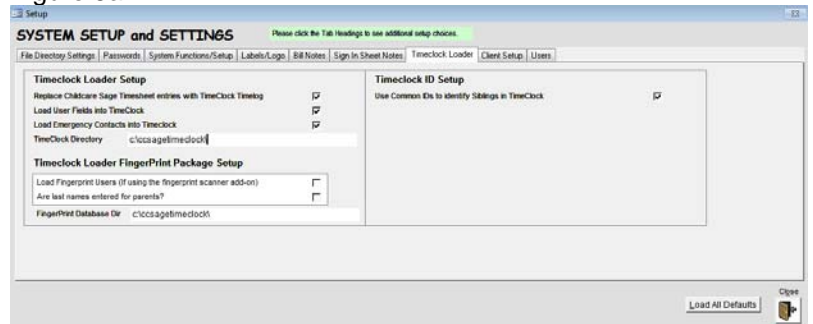 Setup
SYSTEM SETUP and SETTINGS
Please click the Tab Headings to see additional setup choices.
File Directory Settings Passwords System Functions/Setup Labels/Logo Bill Notes Sign In Sheet Notes Timeclock Loader Client Setup Users
Timeclock Loader Setup
Replace Childcare Sage Timesheet entries with TimeClock Timelog
Load User Fields into TimeClock
Load Emergency Contacts into Timeclock
TimeClock Directory c:\ccsagetimeclock\
Timeclock Loader FingerPrint Package Setup
Load Fingerprint Users (If using the fingerprint scanner add-on)
Are last names entered for parents?
FingerPrint Database Dir c:\ccsagetimeclock\
Timeclock ID Setup
Use Common IDs to identify Siblings in TimeClock
Load All Defaults
Close